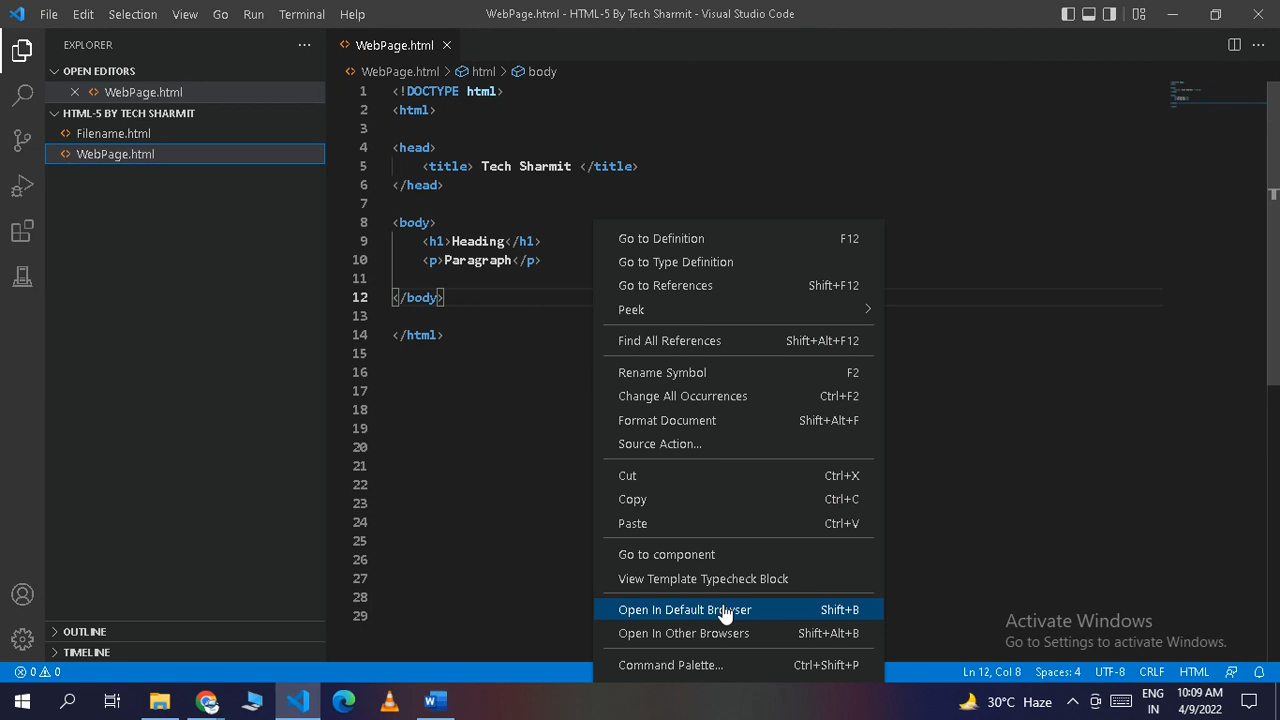 File Edit Selection View Go Run Terminal Help WebPage.html - HTML-5 By Tech Sharmit - Visual Studio Code
EXPLORER
OPEN EDITORS
WebPage.html
HTML-5 BY TECH SHARMIT
Filename.html
WebPage.html
OUTLINE
TIMELINE
WebPage.html
WebPage.html > html > body
1 <!DOCTYPE html>
2 <html>
3
4 <head>
5 <title> Tech Sharmit </title>
6 </head>
7
8 <body>
9 <h1>Heading</h1>
10 <p>Paragraph</p>
11
12 </body>
13
14 </html>
15
16
17
18
19
20
21
22
23
24
25
26
27
28
29
Go to Definition F12
Go to Type Definition
Go to References Shift+F12
Peek
Find All References Shift+Alt+F12
Rename Symbol F2
Change All Occurrences Ctrl+F2
Format Document Shift+Alt+F
Source Action...
Cut Ctrl+X
Copy Ctrl+C
Paste Ctrl+V
Go to component
View Template Typecheck Block
Open In Default Browser Shift+B
Open In Other Browsers Shift+Alt+B
Command Palette... Ctrl+Shift+P
Activate Windows
Go to Settings to activate Windows.
0 0 Ln 12, Col 8 Spaces: 4 UTF-8 CRLF HTML
30°C Haze ENG 10:09 AM
IN 4/9/2022